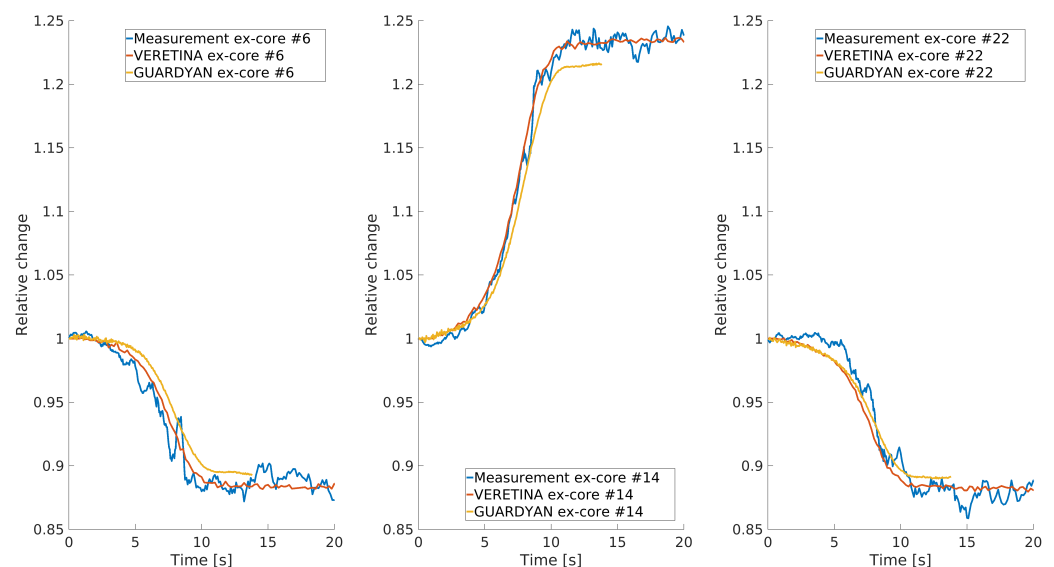 1.25
1.2
1.15
1.1
1.05
1
0.95
0.9
0.85
0 5 10 15 20
Time [s]
Relative change
Measurement ex-core #6
VERETINA ex-core #6
GUARDYAN ex-core #6
1.25
1.2
1.15
1.1
1.05
1
0.95
0.9
0.85
0 5 10 15 20
Time [s]
Relative change
Measurement ex-core #14
VERETINA ex-core #14
GUARDYAN ex-core #14
1.25
1.2
1.15
1.1
1.05
1
0.95
0.9
0.85
0 5 10 15 20
Time [s]
Relative change
Measurement ex-core #22
VERETINA ex-core #22
GUARDYAN ex-core #22